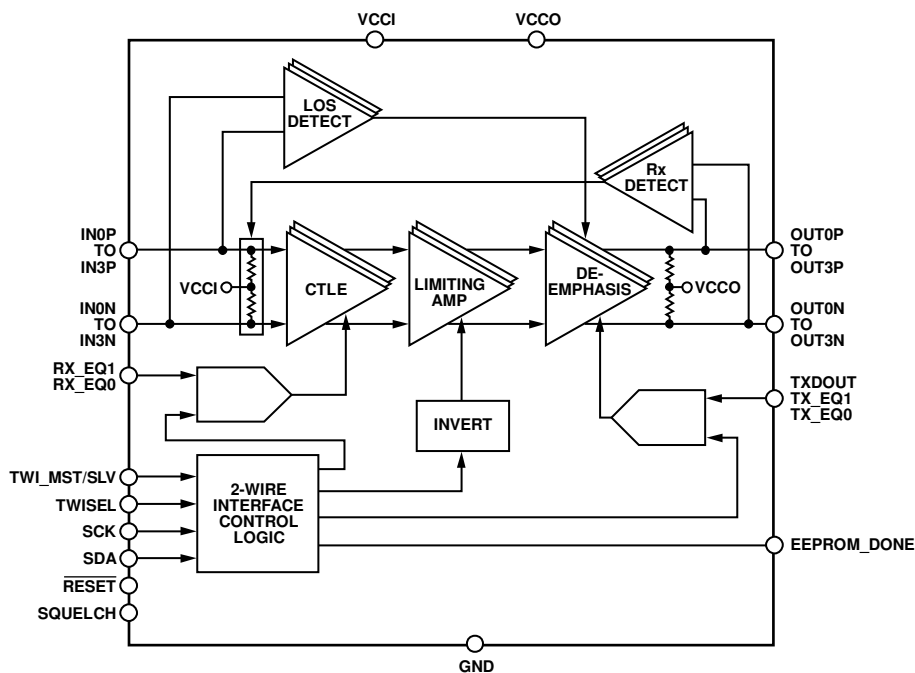 VCCI
VCCO
LOS
DETECT
Rx
DETECT
IN0P
TO
IN3P
OUT0P
TO
OUT3P
VCCI
CTLE
LIMITING
AMP
DE-
EMPHASIS
VCCO
IN0N
TO
IN3N
OUT0N
TO
OUT3N
RX_EQ1
RX_EQ0
TXDOUT
TX_EQ1
TX_EQ0
INVERT
TWI_MST/SLV
TWISEL
SCK
SDA
RESET
SQUELCH
2-WIRE
INTERFACE
CONTROL
LOGIC
EEPROM_DONE
GND